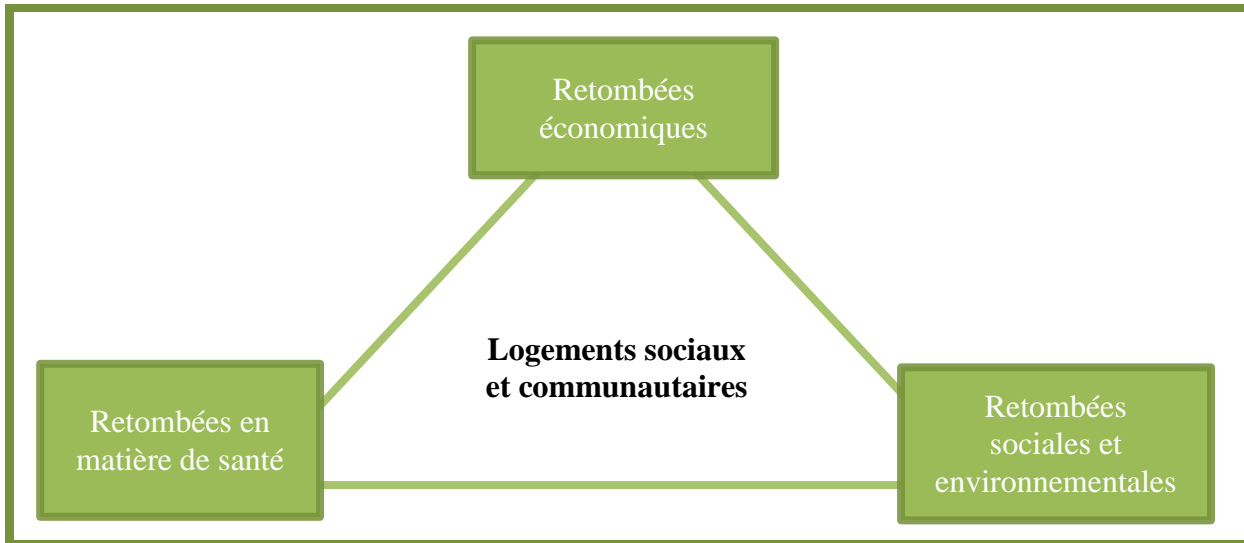 Retombées
économiques
Logements sociaux
et communautaires
Retombées en
matière de santé
Retombées
sociales et
environnementales